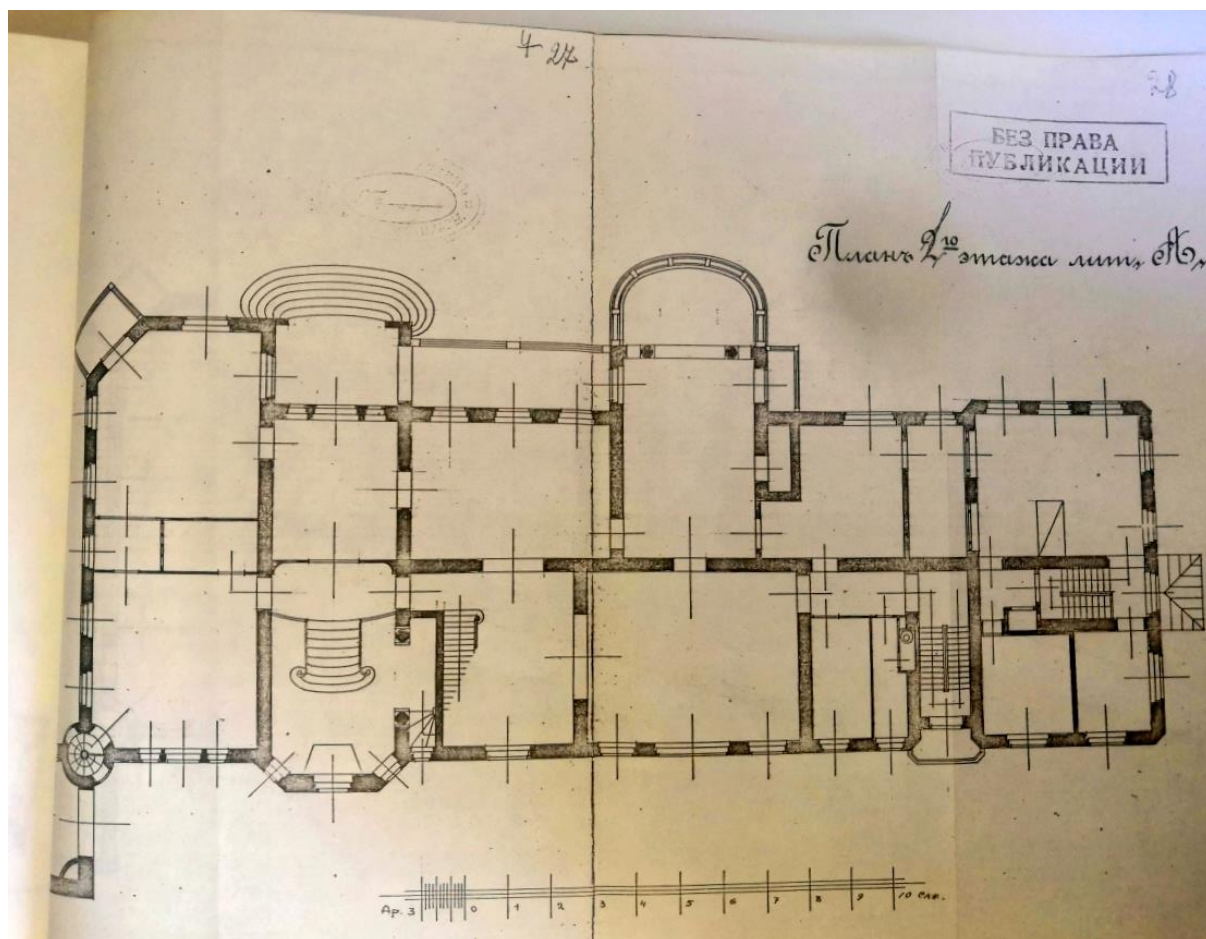 4 27
28
БЕЗ ПРАВА
ПУБЛИКАЦИИ
Планъ 2го этажа лит. А.
Ар. 3 0 1 2 3 4 5 6 7 8 9 10 саж.